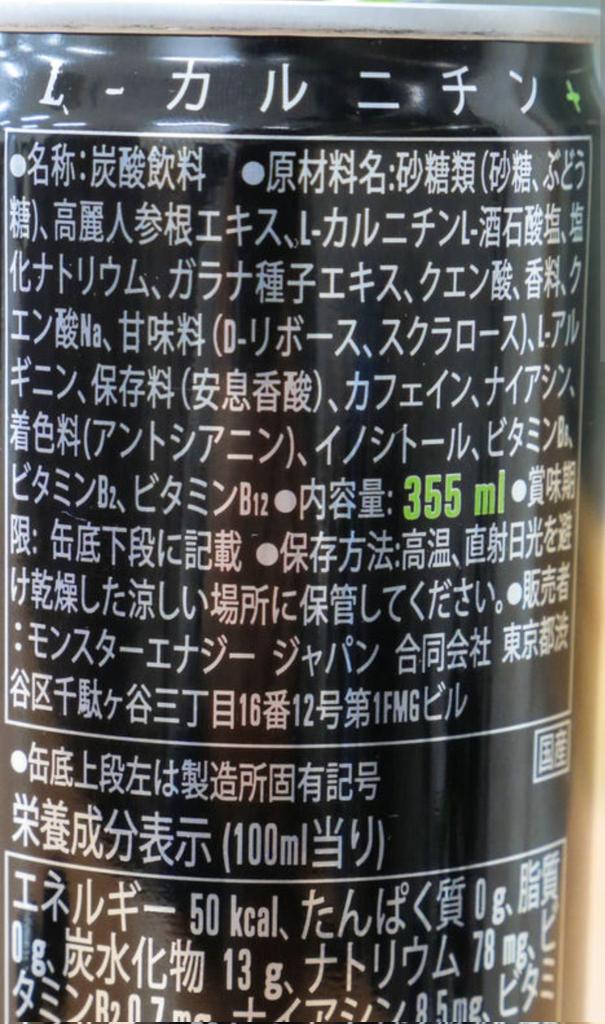 L-カルニチン+
●名称:炭酸飲料 ●原材料名:砂糖類(砂糖、ぶどう
糖)、高麗人参根エキス、L-カルニチンL-酒石酸塩、塩
化ナトリウム、ガラナ種子エキス、クエン酸、香料、ク
エン酸Na、甘味料(D-リボース、スクラロース)、L-アル
ギニン、保存料(安息香酸)、カフェイン、ナイアシン、
着色料(アントシアニン)、イノシトール、ビタミンB6、
ビタミンB2、ビタミンB12●内容量: 355 ml●賞味期
限: 缶底下段に記載 ●保存方法:高温、直射日光を避
け乾燥した涼しい場所に保管してください。●販売者
:モンスターエナジー ジャパン 合同会社 東京都渋
谷区千駄ヶ谷三丁目16番12号第1FMGビル
国産
●缶底上段左は製造所固有記号
栄養成分表示 (100ml当り)
エネルギー 50 kcal、たんぱく質 0 g、脂質
0 g、炭水化物 13 g、ナトリウム 78 mg、ビ
タミンB2 0.7 mg、ナイアシン 8.5mg、ビタミ